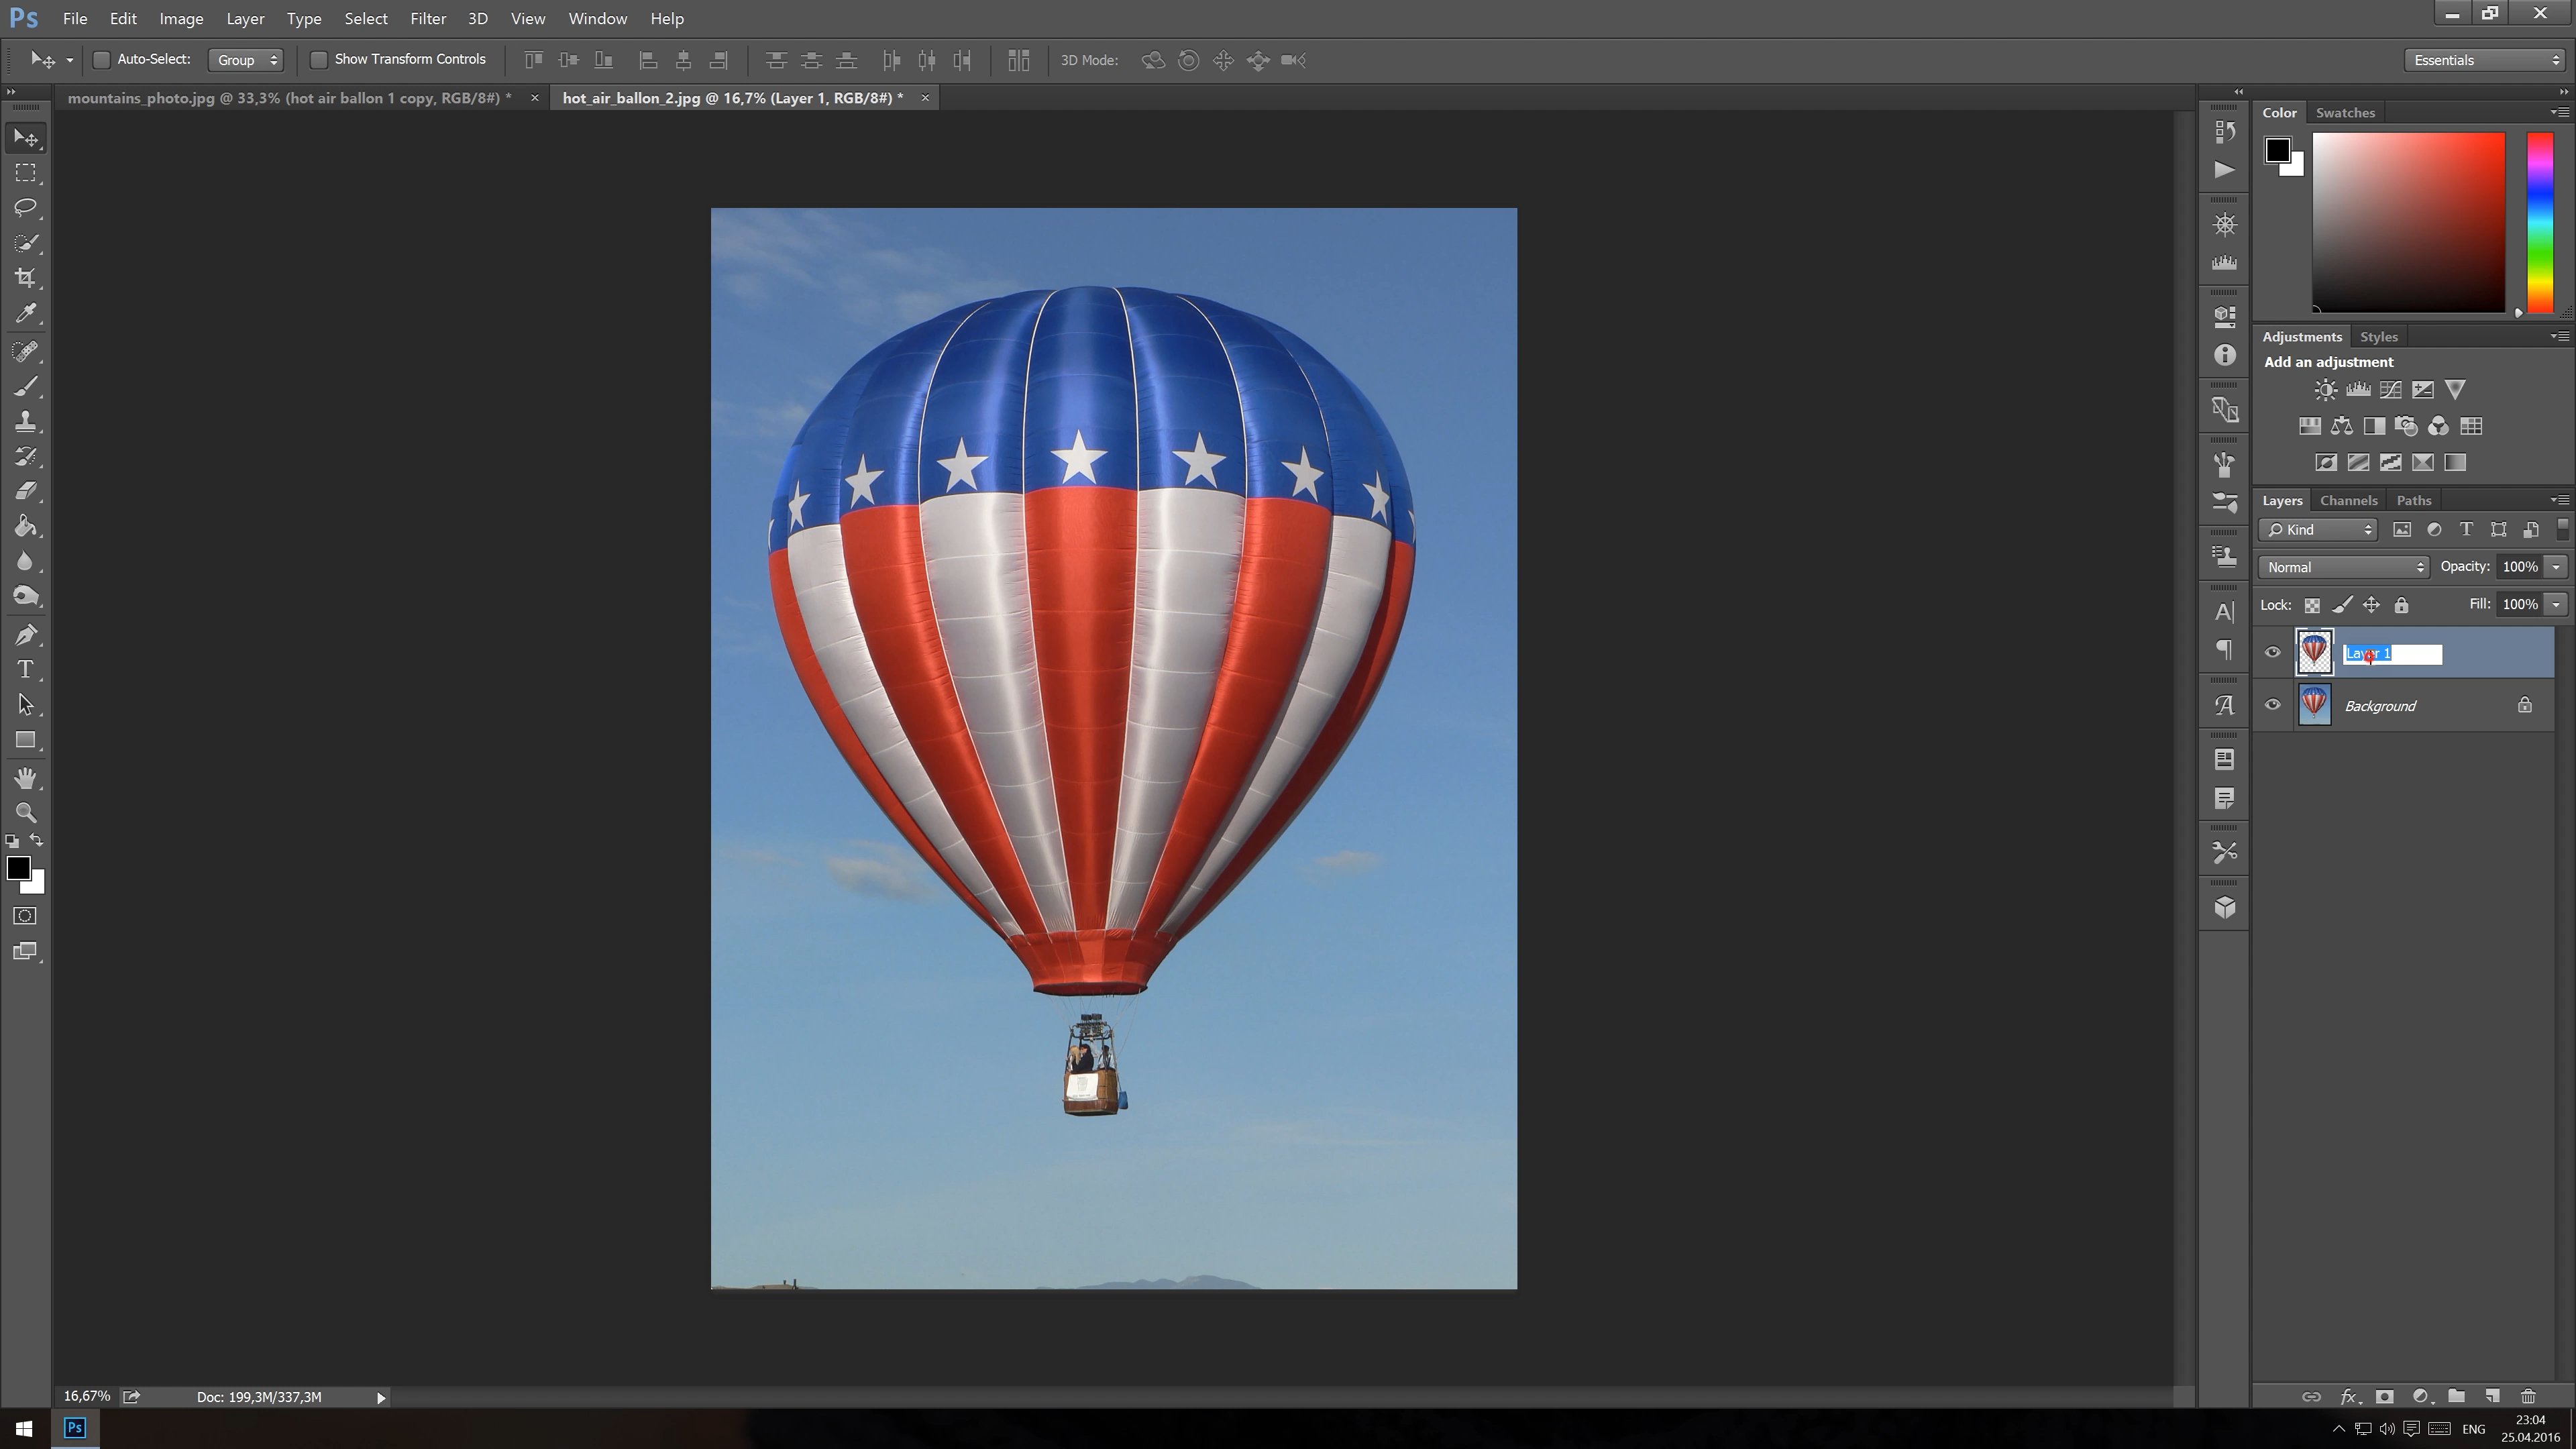 Ps File Edit Image Layer Type Select Filter 3D View Window Help
Auto-Select: Group Show Transform Controls 3D Mode: Essentials
mountains_photo.jpg @ 33,3% (hot air ballon 1 copy, RGB/8#) * × hot_air_ballon_2.jpg @ 16,7% (Layer 1, RGB/8#) * ×
Color Swatches
Adjustments Styles
Add an adjustment
Layers Channels Paths
Kind
Normal Opacity: 100%
Lock: Fill: 100%
Layer 1
Background
16,67% Doc: 199,3M/337,3M
Ps ENG 23:04
25.04.2016